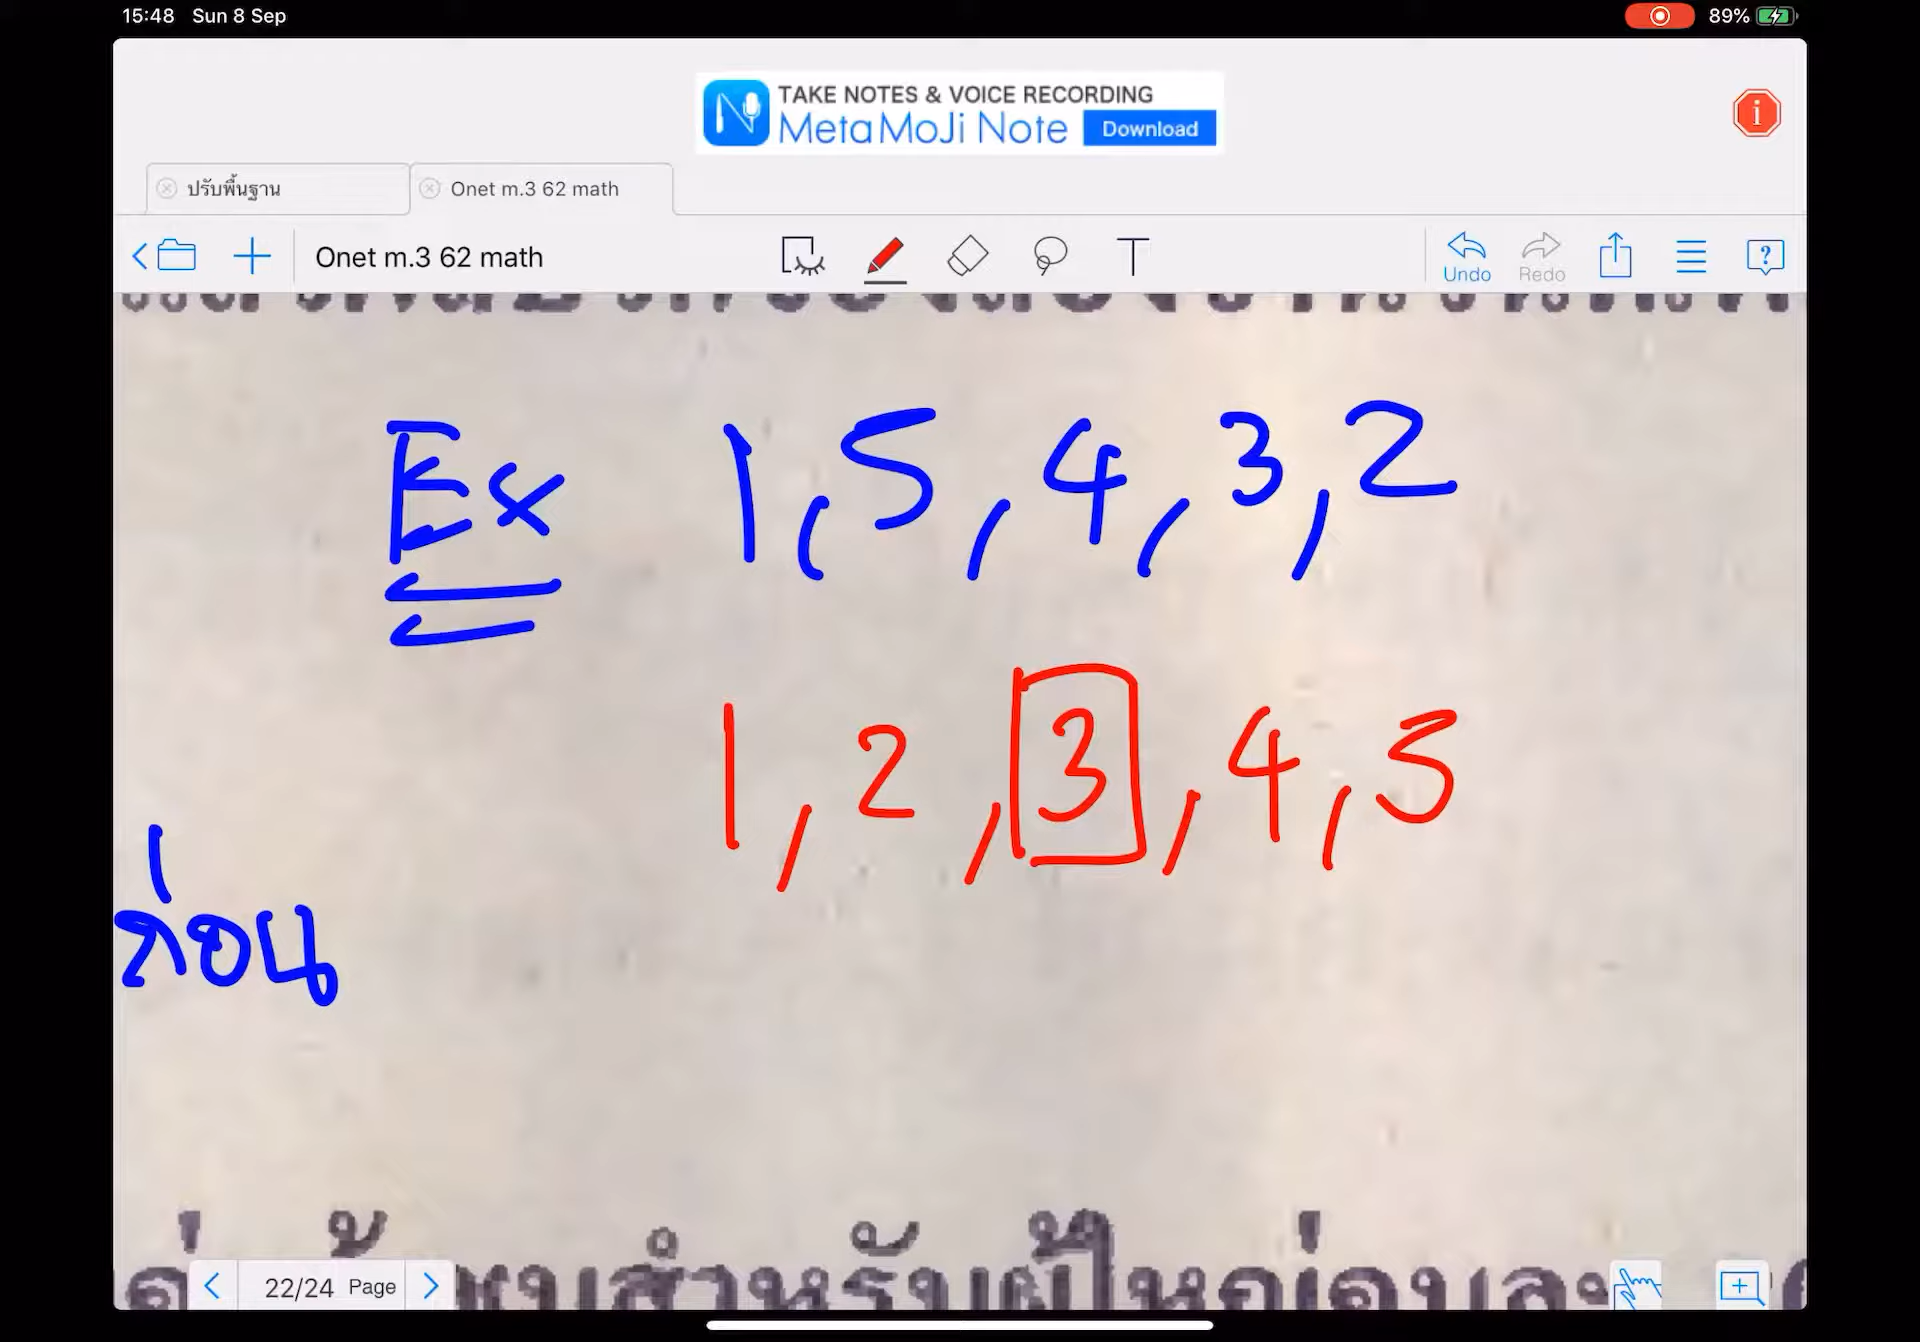 15:48 Sun 8 Sep 89%
TAKE NOTES & VOICE RECORDING
MetaMoJi Note Download
ปรับพื้นฐาน Onet m.3 62 math
Onet m.3 62 math
T
Undo Redo
Ex 1, 5, 4, 3, 2
1, 2, 3, 4, 5
ก่อน
22/24 Page